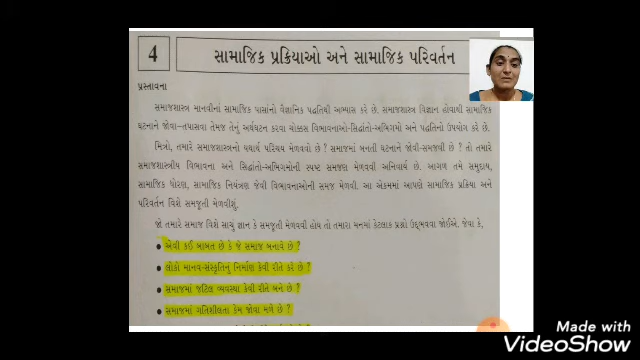 4
સામાજિક પ્રક્રિયાઓ અને સામાજિક પરિવર્તન
પ્રસ્તાવના
સમાજશાસ્ત્ર માનવીનાં સામાજિક પાસાંનો વૈજ્ઞાનિક પદ્ધતિથી અભ્યાસ કરે છે. સમાજશાસ્ત્ર વિજ્ઞાન હોવાથી સામાજિક
ઘટનાને જોવા–તપાસવા તેમજ તેનું અર્થઘટન કરવા ચોક્કસ વિભાવનાઓ-સિદ્ધાંતો-અભિગમો અને પદ્ધતિનો ઉપયોગ કરે છે.
મિત્રો, તમારે સમાજશાસ્ત્રનો યથાર્થ પરિચય મેળવવો છે ? સમાજમાં બનતી ઘટનાને જોવી-સમજવી છે ? તો તમારે
સમાજશાસ્ત્રીય વિભાવના અને સિદ્ધાંતો-અભિગમોની સ્પષ્ટ સમજણ મેળવવી અનિવાર્ય છે. આગળ તમે સમુદાય,
સામાજિક ધોરણ, સામાજિક નિયંત્રણ જેવી વિભાવનાઓની સમજ મેળવી. આ એકમમાં આપણે સામાજિક પ્રક્રિયા અને
પરિવર્તન વિશે સમજૂતી મેળવીશું.
જો તમારે સમાજ વિશે સાચું જ્ઞાન કે સમજૂતી મેળવવી હોય તો તમારા મનમાં કેટલાક પ્રશ્નો ઉદ્ભવવા જોઈએ. જેવા કે,
• એવી કઈ બાબત છે કે જે સમાજ બનાવે છે ?
• લોકો માનવ-સંસ્કૃતિનું નિર્માણ કેવી રીતે કરે છે ?
• સમાજમાં જટિલ વ્યવસ્થા કેવી રીતે બને છે ?
• સમાજમાં ગતિશીલતા કેમ જોવા મળે છે ?
Made with
VideoShow